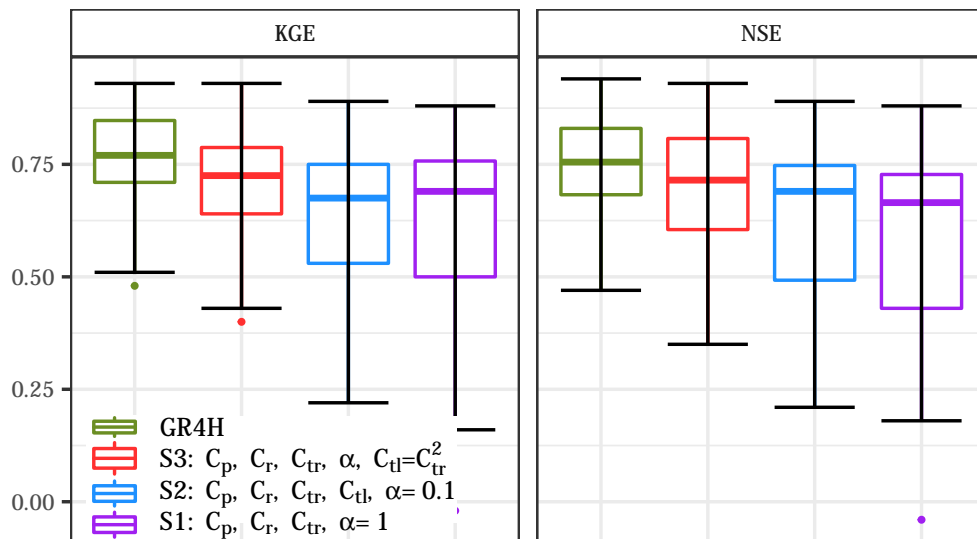 KGE
NSE
0.75
0.50
0.25
0.00
GR4H
S3: Cp, Cr, Ctr, α, Ctl=Ctr²
S2: Cp, Cr, Ctr, Ctl, α= 0.1
S1: Cp, Cr, Ctr, α= 1